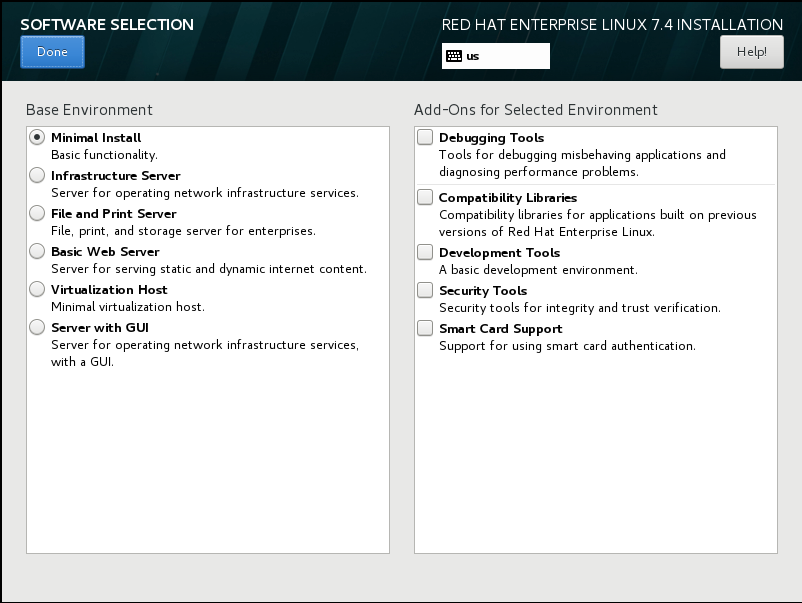 SOFTWARE SELECTION
RED HAT ENTERPRISE LINUX 7.4 INSTALLATION
Done
us
Help!
Base Environment
Minimal Install
Basic functionality.
Infrastructure Server
Server for operating network infrastructure services.
File and Print Server
File, print, and storage server for enterprises.
Basic Web Server
Server for serving static and dynamic internet content.
Virtualization Host
Minimal virtualization host.
Server with GUI
Server for operating network infrastructure services,
with a GUI.
Add-Ons for Selected Environment
Debugging Tools
Tools for debugging misbehaving applications and
diagnosing performance problems.
Compatibility Libraries
Compatibility libraries for applications built on previous
versions of Red Hat Enterprise Linux.
Development Tools
A basic development environment.
Security Tools
Security tools for integrity and trust verification.
Smart Card Support
Support for using smart card authentication.